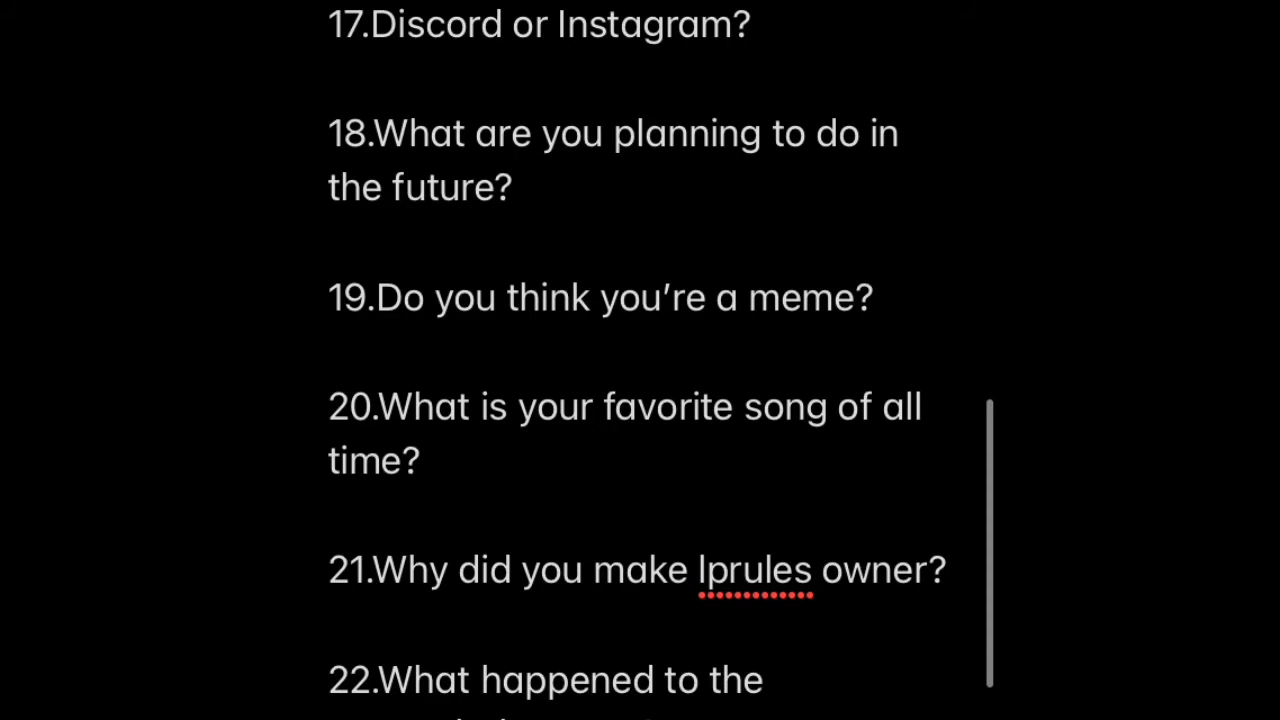 17.Discord or Instagram?
18.What are you planning to do in
the future?
19.Do you think you’re a meme?
20.What is your favorite song of all
time?
21.Why did you make lprules owner?
22.What happened to the